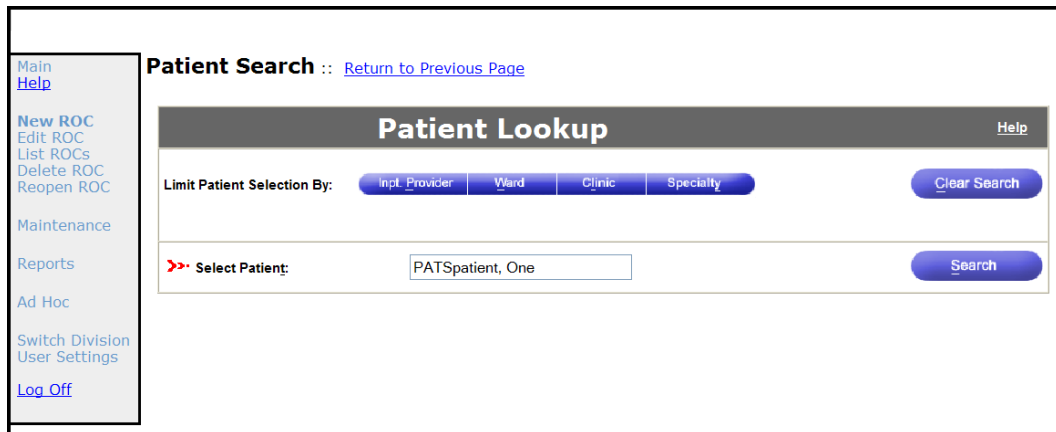 Main
Help
New ROC
Edit ROC
List ROCs
Delete ROC
Reopen ROC
Maintenance
Reports
Ad Hoc
Switch Division
User Settings
Log Off
Patient Search :: Return to Previous Page
Patient Lookup Help
Limit Patient Selection By: Inpt. Provider Ward Clinic Specialty Clear Search
Select Patient: PATSpatient, One Search